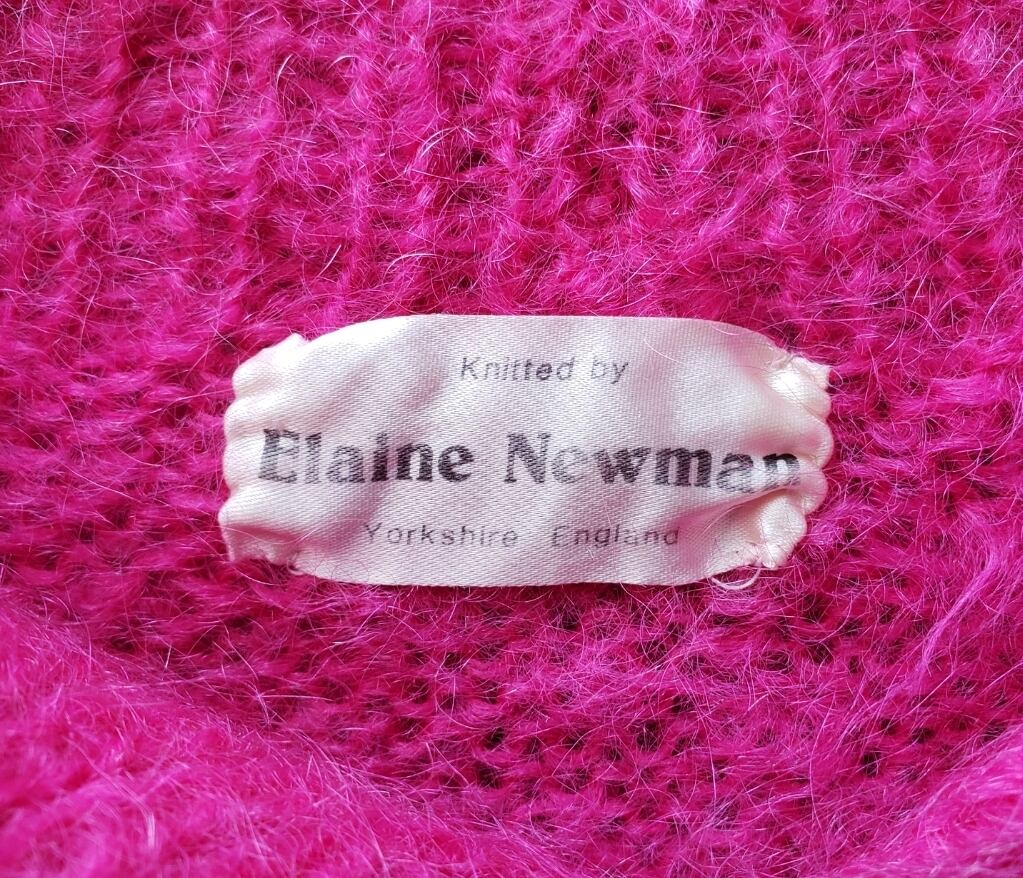 Knitted by
Elaine Newman
Yorkshire England